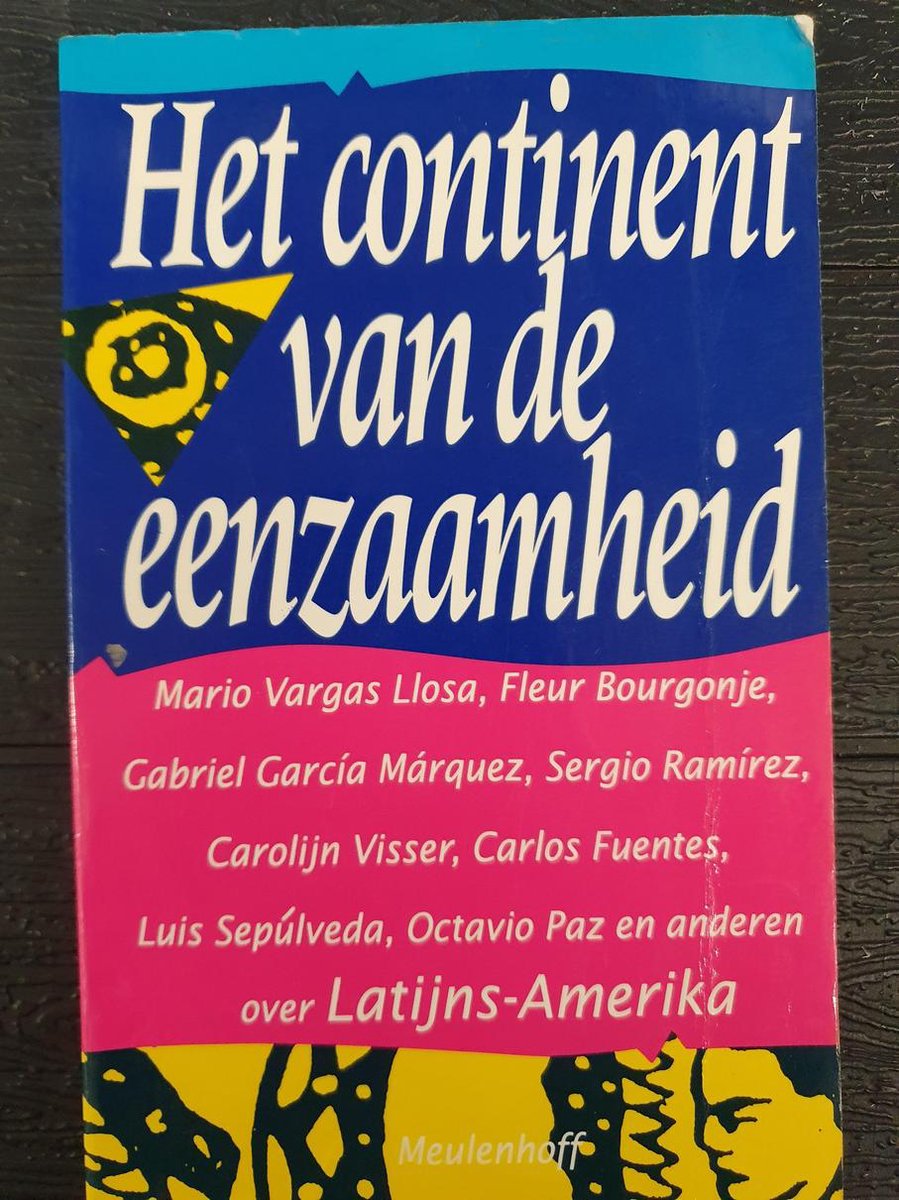 Het continent
van de
eenzaamheid
Mario Vargas Llosa, Fleur Bourgonje,
Gabriel García Márquez, Sergio Ramírez,
Carolijn Visser, Carlos Fuentes,
Luis Sepúlveda, Octavio Paz en anderen
over Latijns-Amerika
Meulenhoff